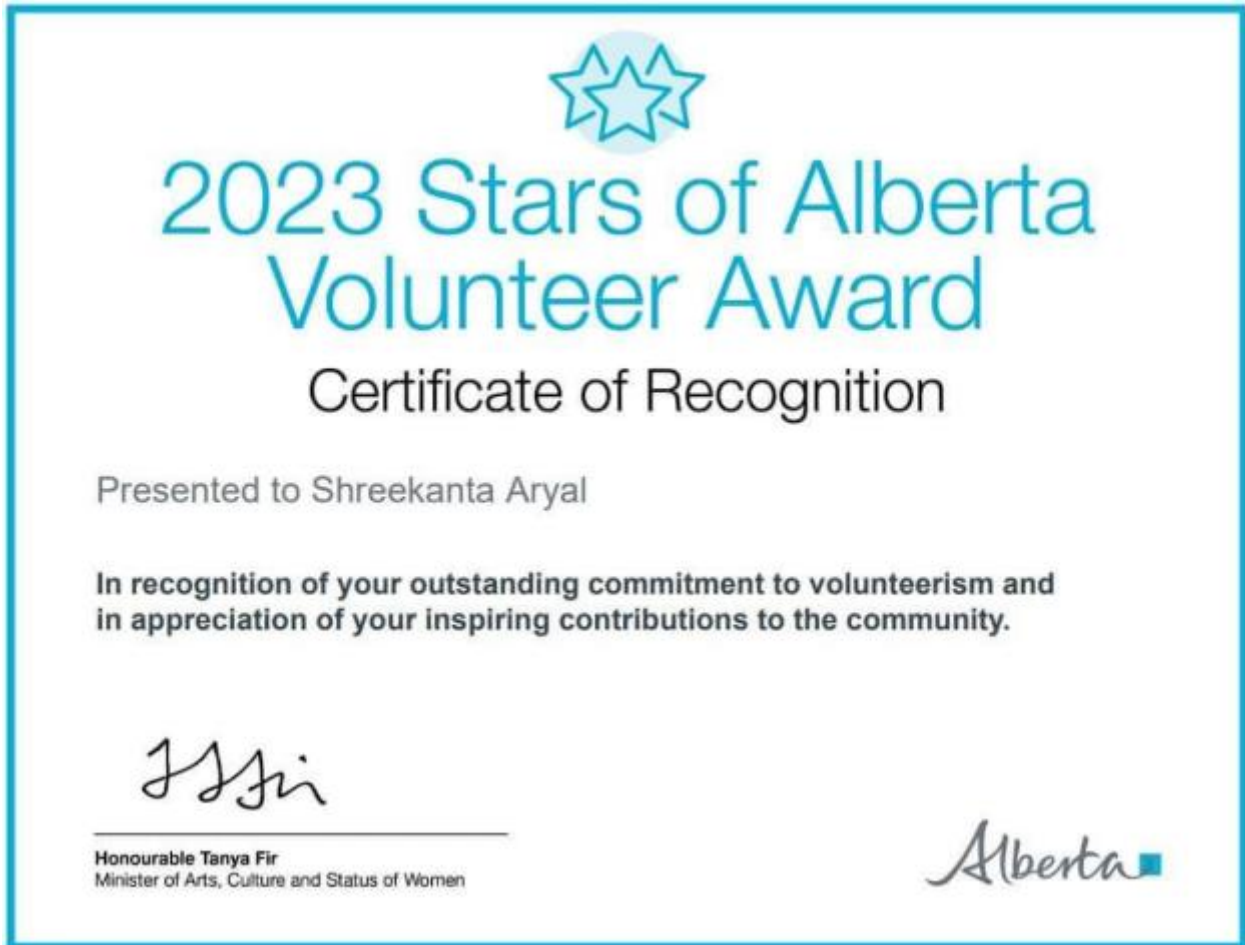 2023 Stars of Alberta
Volunteer Award
Certificate of Recognition
Presented to Shreekanta Aryal
In recognition of your outstanding commitment to volunteerism and
in appreciation of your inspiring contributions to the community.
Honourable Tanya Fir
Minister of Arts, Culture and Status of Women
Alberta